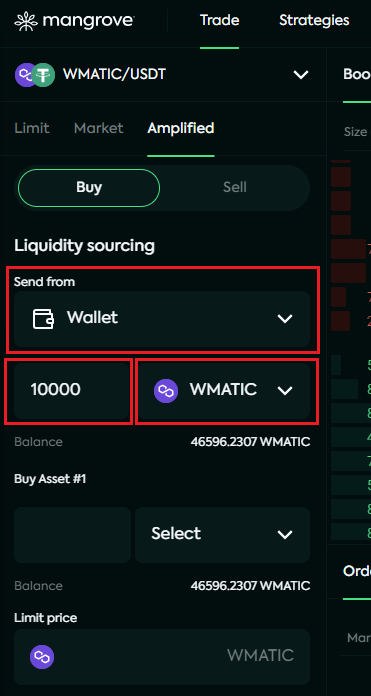 mangrove Trade Strategies
WMATIC/USDT Boo
Limit Market Amplified
Size
Buy Sell
Liquidity sourcing
Send from
Wallet
10000 WMATIC
Balance 46596.2307 WMATIC
Buy Asset #1
Select
Balance 46596.2307 WMATIC
Orde
Limit price
Mar
WMATIC